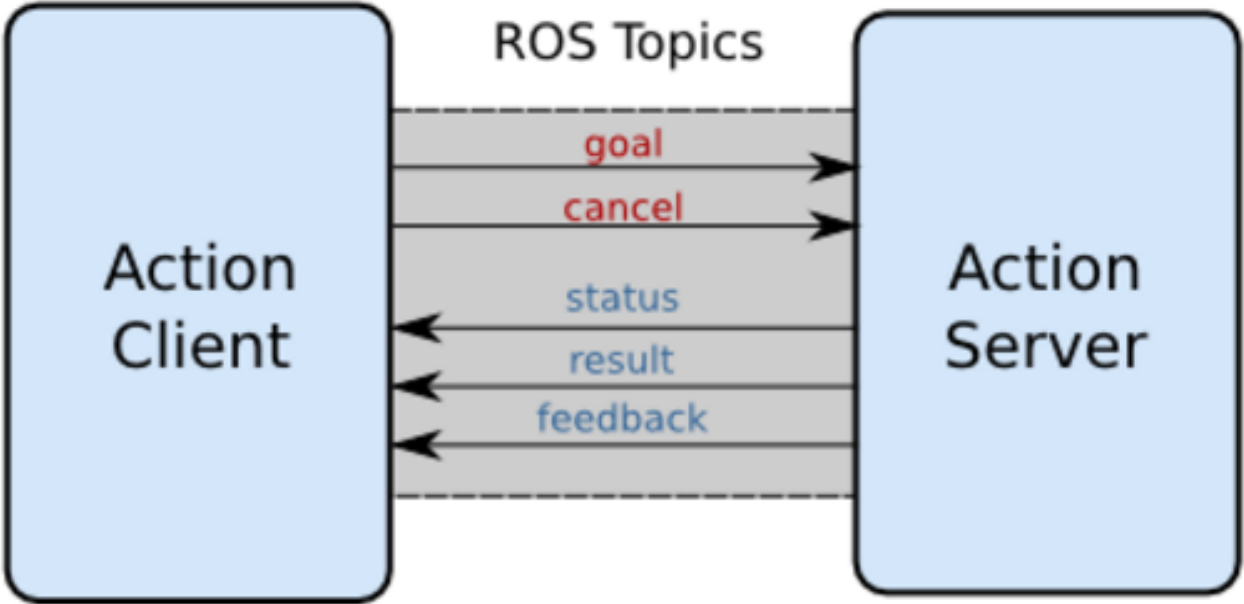 ROS Topics
goal
cancel
status
result
feedback
Action
Client
Action
Server